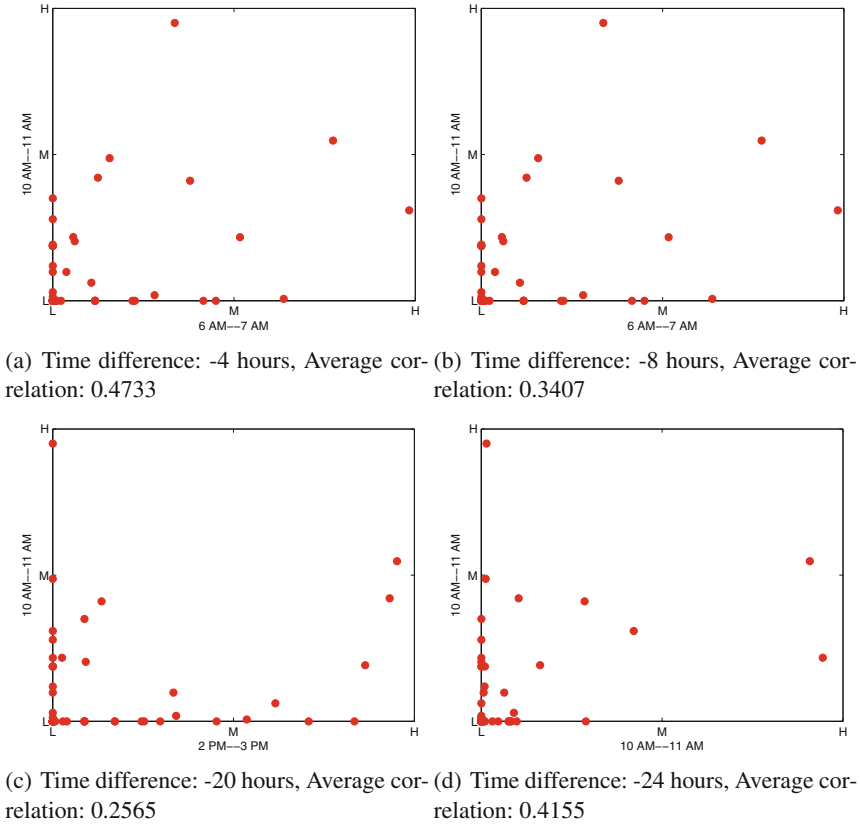 H
M
L
10 AM––11 AM
L
M
H
6 AM––7 AM
(a) Time difference: -4 hours, Average cor-
relation: 0.4733
H
M
L
10 AM––11 AM
L
M
H
6 AM––7 AM
(b) Time difference: -8 hours, Average cor-
relation: 0.3407
H
M
L
10 AM––11 AM
L
M
H
2 PM––3 PM
(c) Time difference: -20 hours, Average cor-
relation: 0.2565
H
M
L
10 AM––11 AM
L
M
H
10 AM––11 AM
(d) Time difference: -24 hours, Average cor-
relation: 0.4155